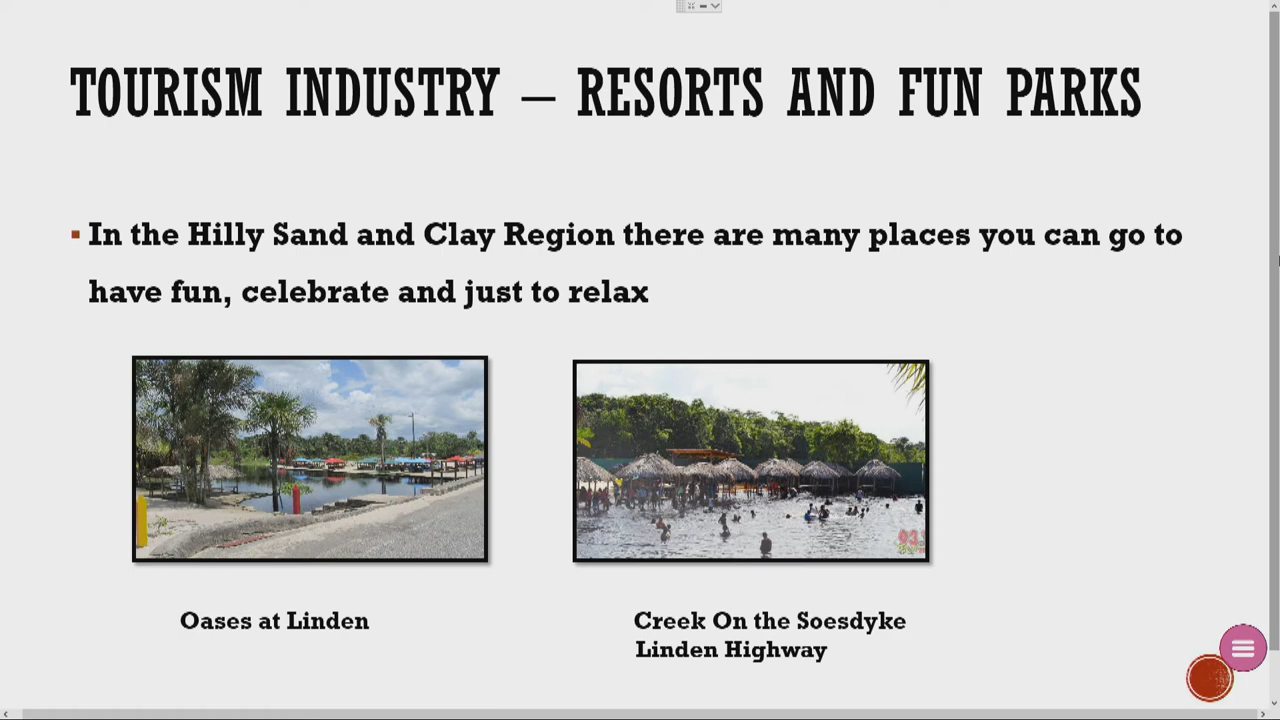 TOURISM INDUSTRY – RESORTS AND FUN PARKS
In the Hilly Sand and Clay Region there are many places you can go to
have fun, celebrate and just to relax
Oases at Linden
Creek On the Soesdyke
Linden Highway